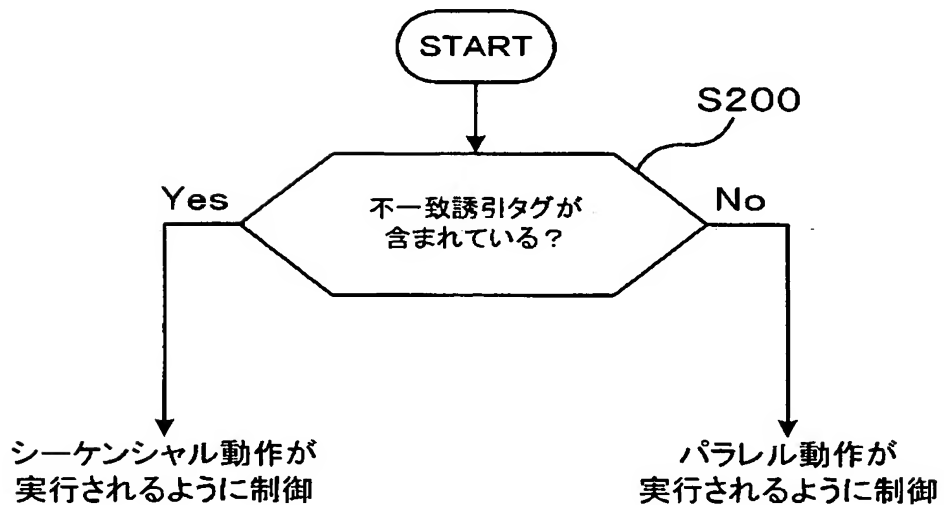 START
S200
Yes
不一致誘引タグが
含まれている？
No
シーケンシャル動作が
実行されるように制御
パラレル動作が
実行されるように制御